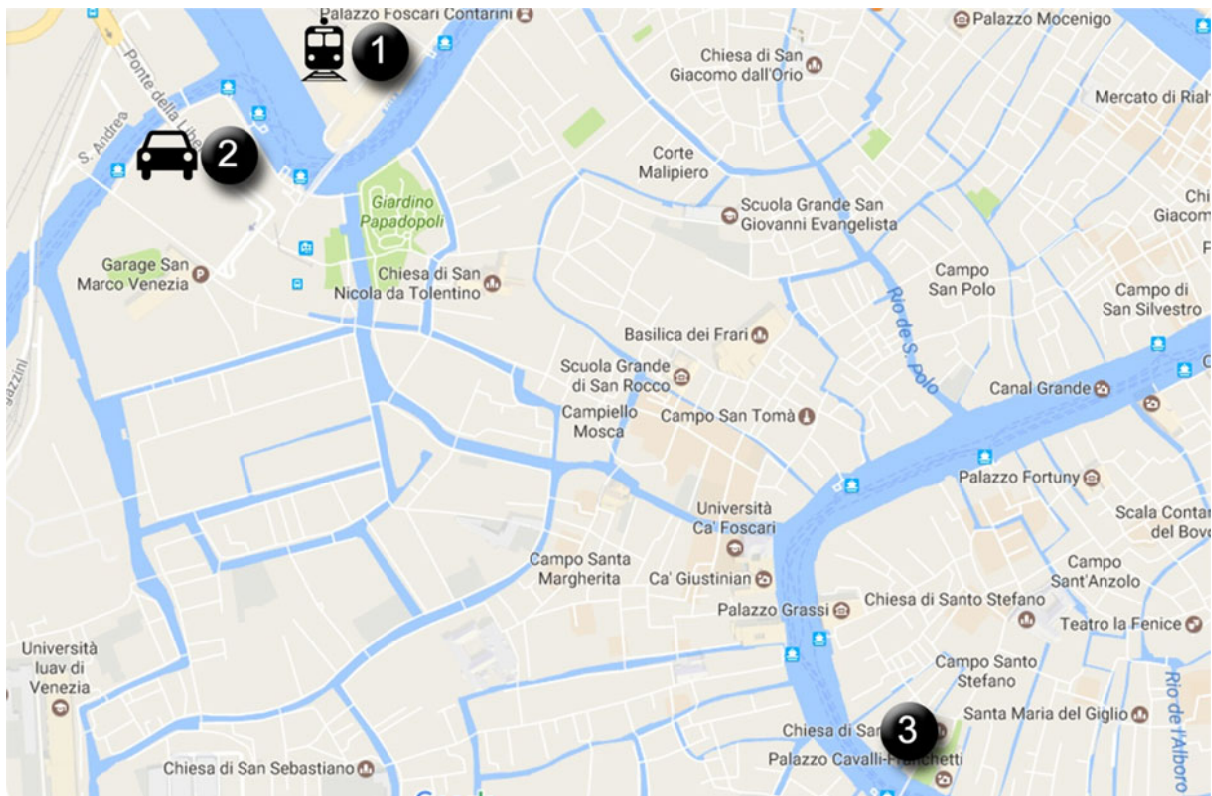 Palazzo Foscari Contarini
Palazzo Mocenigo
1
Chiesa di San
Giacomo dall'Orio
Ponte della Libe
Mercato di Rial
S. Andrea
2
Corte
Malipiero
Giardino
Papadopoli
Scuola Grande San
Giovanni Evangelista
Chi
Giacom
Garage San
Marco Venezia
P
Chiesa di San
Nicola da Tolentino
Campo
San Polo
Campo di
San Silvestro
Rio de S. Polo
Basilica dei Frari
gazzini
Scuola Grande
di San Rocco
Canal Grande
Campiello
Mosca
Campo San Tomà
Palazzo Fortuny
Università
Ca' Foscari
Scala Contar
del Bovo
Campo Santa
Margherita
Ca' Giustinian
Campo
Sant'Anzolo
Palazzo Grassi
Chiesa di Santo Stefano
Teatro la Fenice
Università
Iuav di
Venezia
Campo Santo
Stefano
Rio de l'Alboro
Santa Maria del Giglio
Chiesa di San
3
Palazzo Cavalli-Franchetti
Chiesa di San Sebastiano